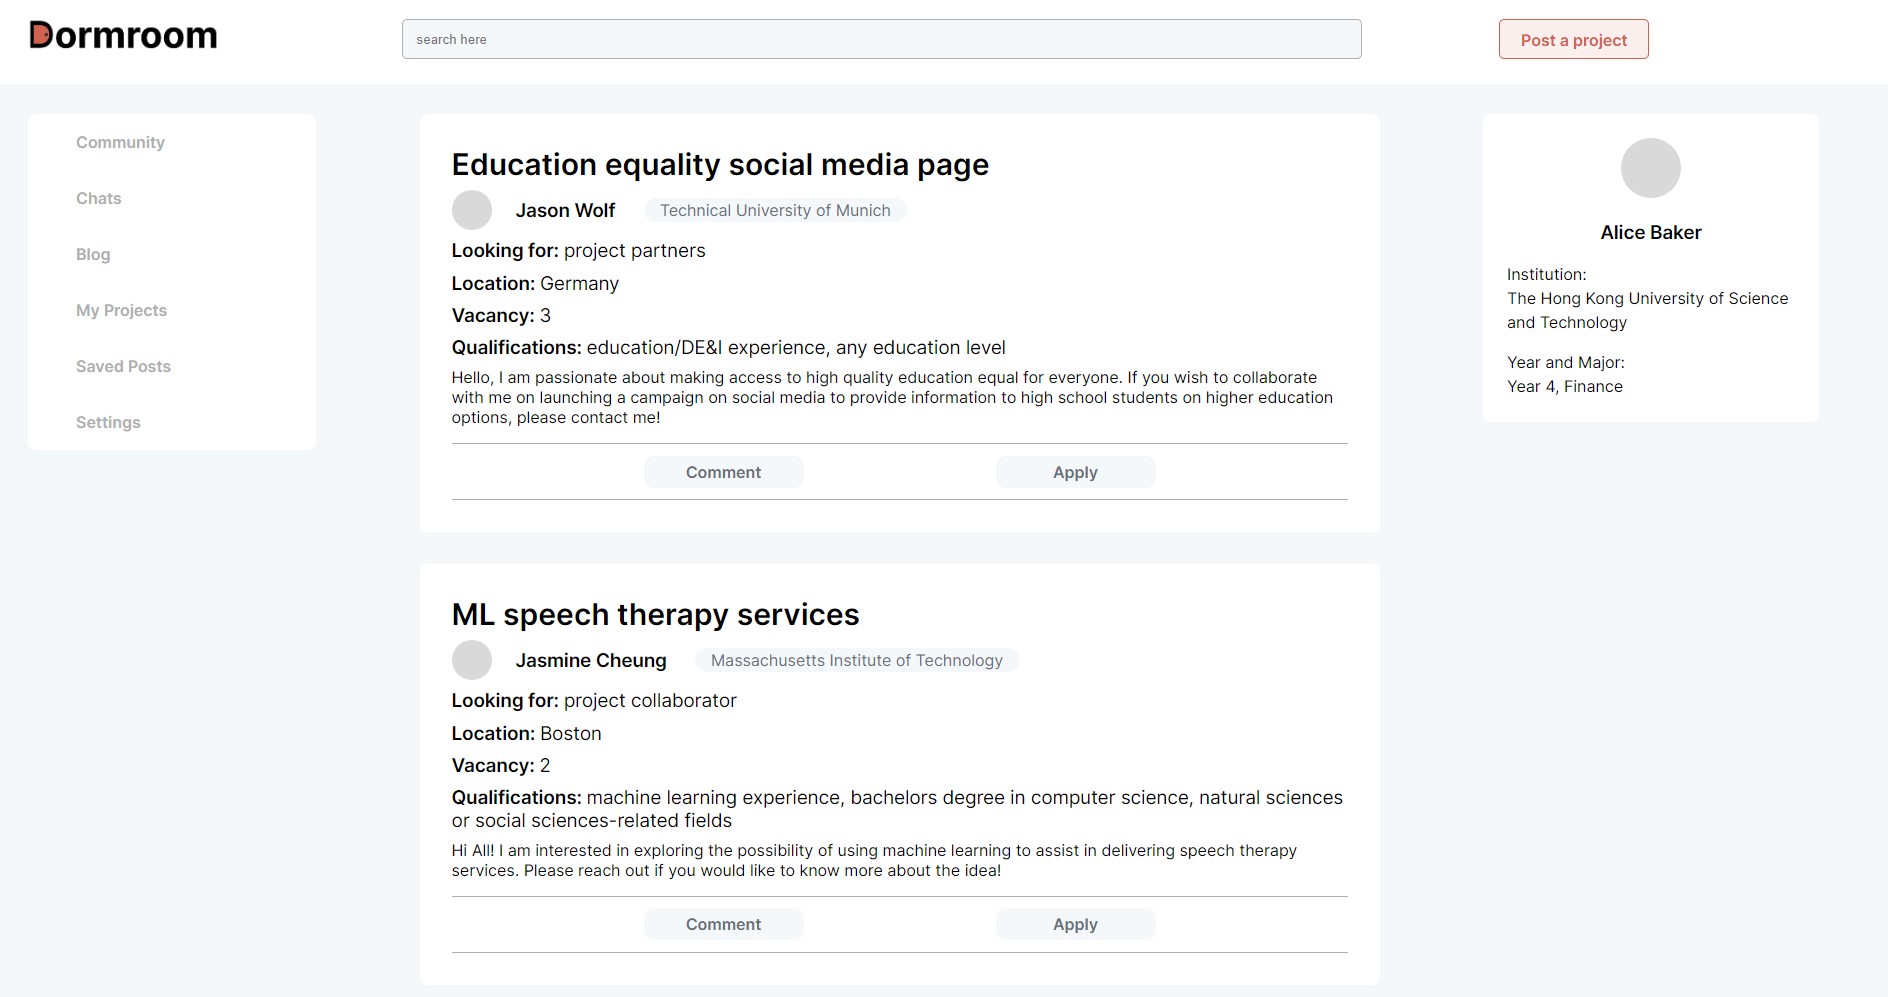 Dormroom
search here
Post a project
Community
Chats
Blog
My Projects
Saved Posts
Settings
Education equality social media page
Jason Wolf
Technical University of Munich
Looking for: project partners
Location: Germany
Vacancy: 3
Qualifications: education/DE&I experience, any education level
Hello, I am passionate about making access to high quality education equal for everyone. If you wish to collaborate
with me on launching a campaign on social media to provide information to high school students on higher education
options, please contact me!
Comment
Apply
ML speech therapy services
Jasmine Cheung
Massachusetts Institute of Technology
Looking for: project collaborator
Location: Boston
Vacancy: 2
Qualifications: machine learning experience, bachelors degree in computer science, natural sciences
or social sciences-related fields
Hi All! I am interested in exploring the possibility of using machine learning to assist in delivering speech therapy
services. Please reach out if you would like to know more about the idea!
Comment
Apply
Alice Baker
Institution:
The Hong Kong University of Science
and Technology
Year and Major:
Year 4, Finance